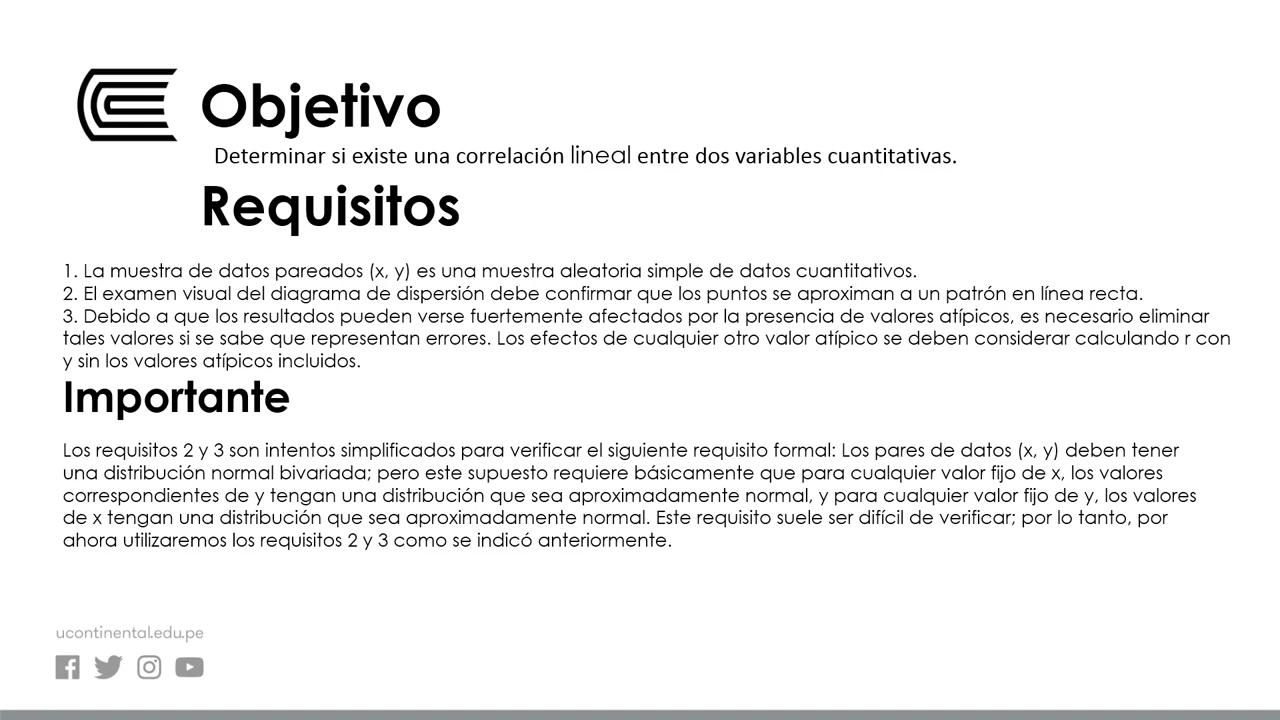 Objetivo
Determinar si existe una correlación lineal entre dos variables cuantitativas.
Requisitos
1. La muestra de datos pareados (x, y) es una muestra aleatoria simple de datos cuantitativos.
2. El examen visual del diagrama de dispersión debe confirmar que los puntos se aproximan a un patrón en línea recta.
3. Debido a que los resultados pueden verse fuertemente afectados por la presencia de valores atípicos, es necesario eliminar
tales valores si se sabe que representan errores. Los efectos de cualquier otro valor atípico se deben considerar calculando r con
y sin los valores atípicos incluidos.
Importante
Los requisitos 2 y 3 son intentos simplificados para verificar el siguiente requisito formal: Los pares de datos (x, y) deben tener
una distribución normal bivariada; pero este supuesto requiere básicamente que para cualquier valor fijo de x, los valores
correspondientes de y tengan una distribución que sea aproximadamente normal, y para cualquier valor fijo de y, los valores
de x tengan una distribución que sea aproximadamente normal. Este requisito suele ser difícil de verificar; por lo tanto, por
ahora utilizaremos los requisitos 2 y 3 como se indicó anteriormente.
ucontinental.edu.pe